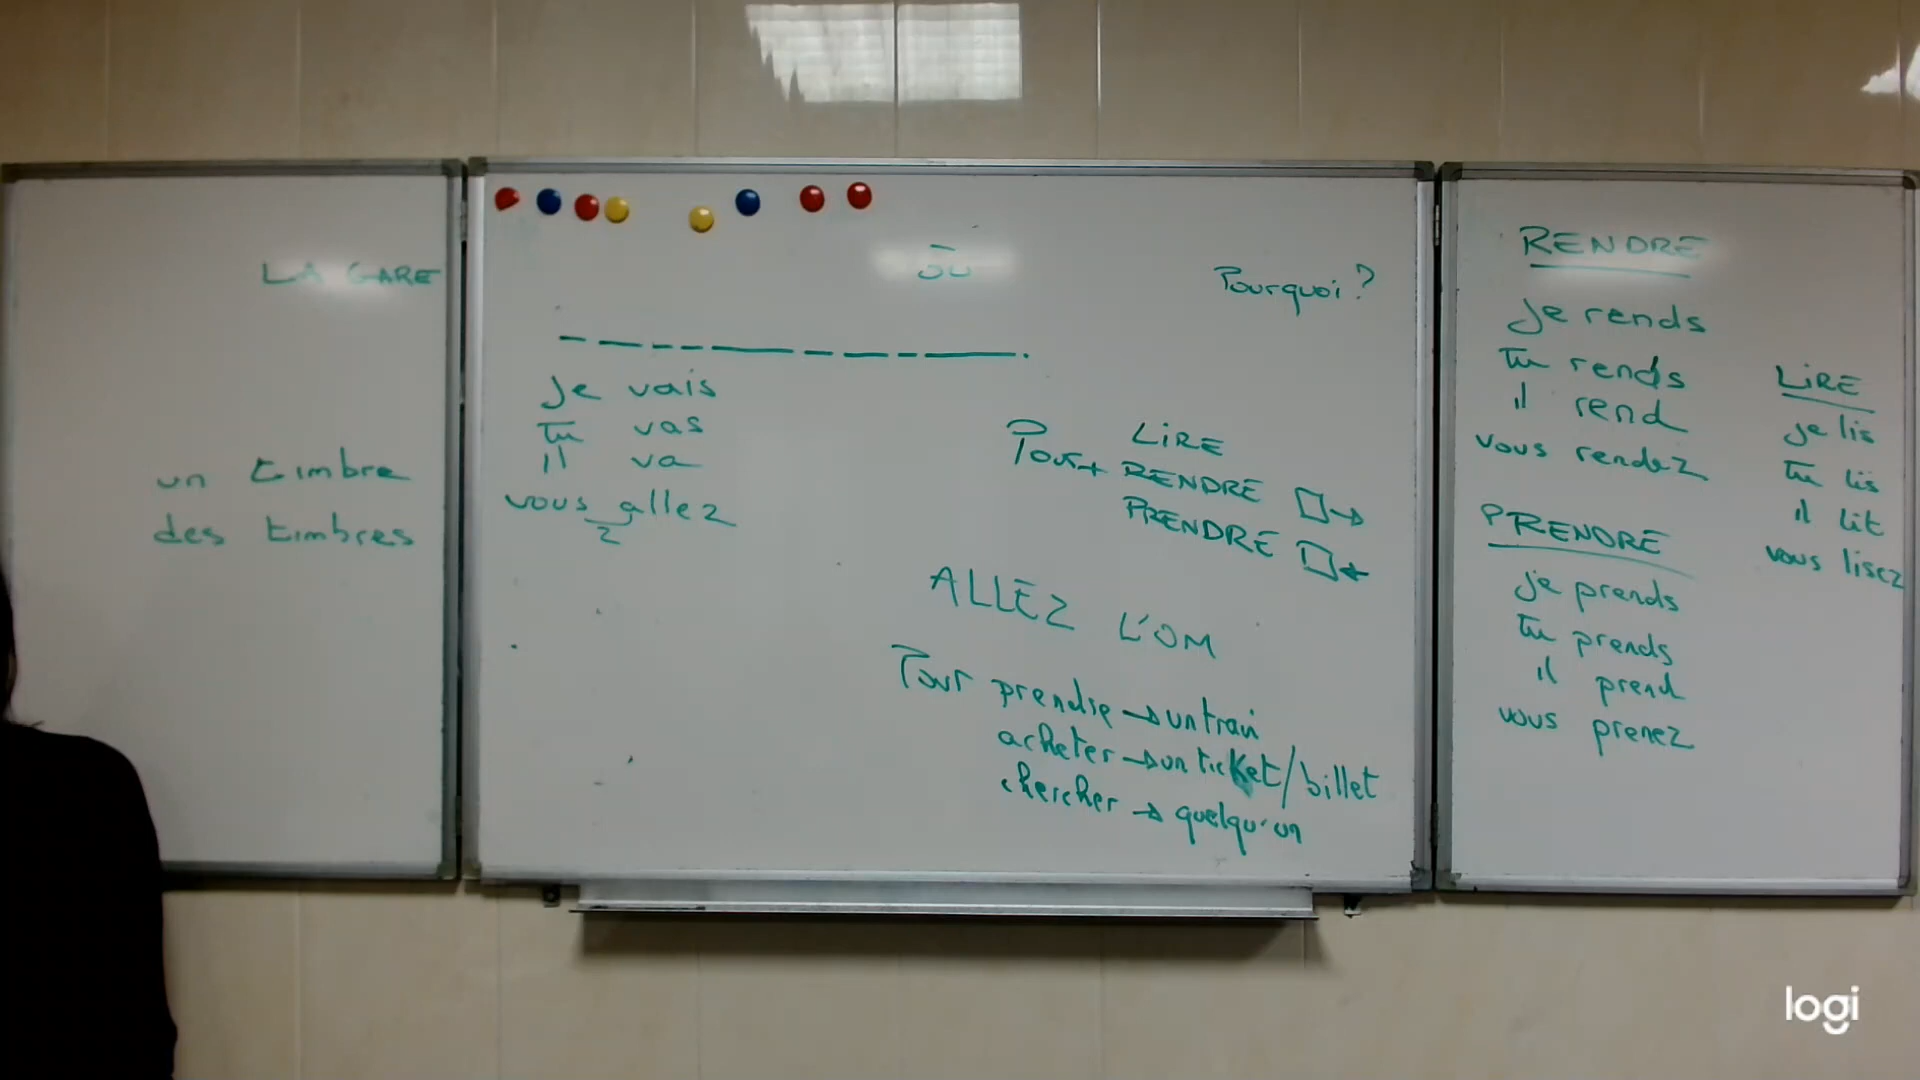 LA GARE
un timbre
des timbres
où
Pourquoi ?
je vais
tu vas
il va
vous allez
z
LiRE
Pour + RENDRE
PRENDRE
ALLEZ L'OM
Pour prendre → un train
acheter → un ticket/billet
chercher → quelqu'un
RENDRE
je rends
tu rends
il rend
vous rendez
PRENDRE
je prends
tu prends
il prend
vous prenez
LiRE
je lis
tu lis
il lit
vous lisez
logi